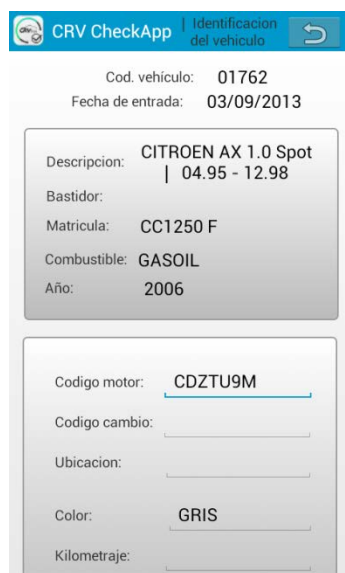 CRV CheckApp | Identificacion
del vehiculo
Cod. vehículo: 01762
Fecha de entrada: 03/09/2013
Descripcion: CITROEN AX 1.0 Spot
| 04.95 - 12.98
Bastidor:
Matricula: CC1250 F
Combustible: GASOIL
Año: 2006
Codigo motor: CDZTU9M
Codigo cambio:
Ubicacion:
Color: GRIS
Kilometraje: